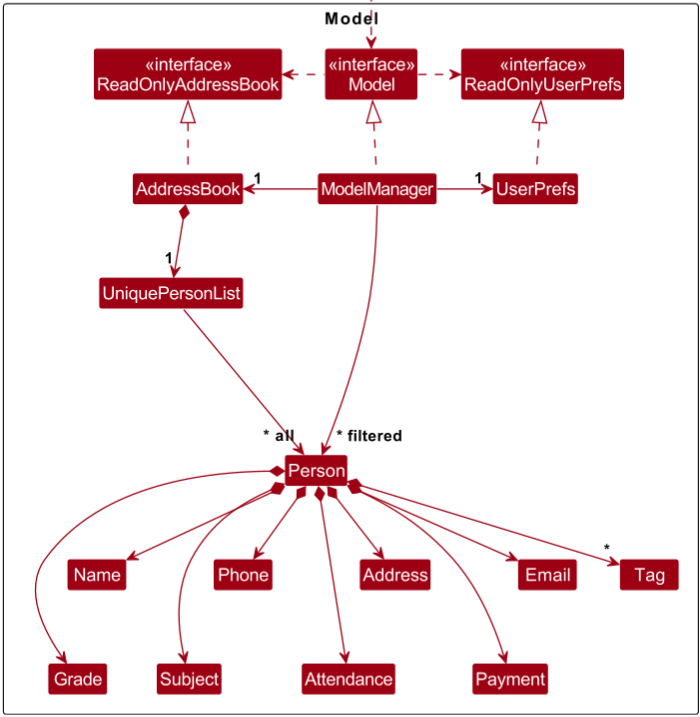 Model
«interface»
ReadOnlyAddressBook
«interface»
Model
«interface»
ReadOnlyUserPrefs
AddressBook
1
ModelManager
1
UserPrefs
1
UniquePersonList
* all
* filtered
Person
*
Name
Phone
Address
Email
Tag
Grade
Subject
Attendance
Payment